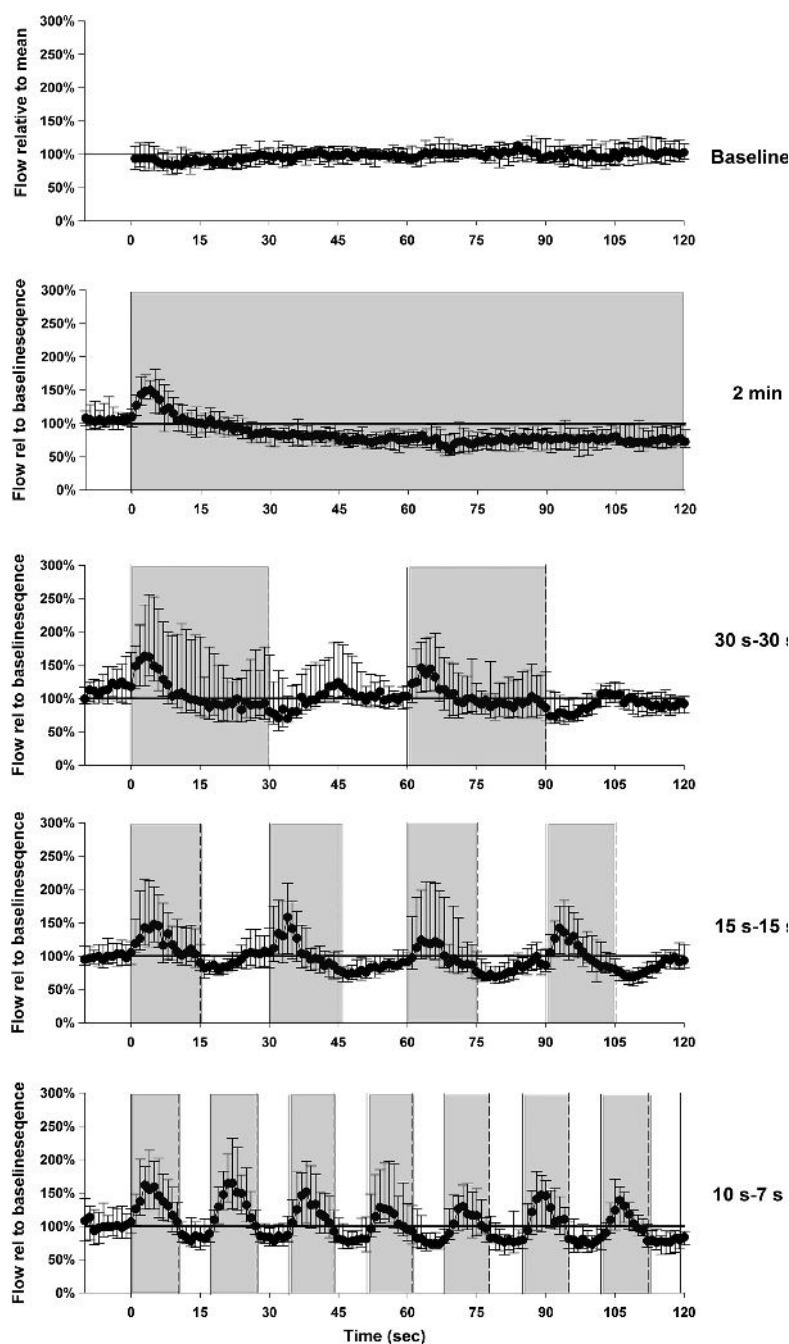 300%
250%
200%
150%
100%
50%
0%
Flow relative to mean
Baseline
0 15 30 45 60 75 90 105 120
300%
250%
200%
150%
100%
50%
0%
Flow rel to baselineseqence
2 min
0 15 30 45 60 75 90 105 120
300%
250%
200%
150%
100%
50%
0%
Flow rel to baselineseqence
30 s-30 s
0 15 30 45 60 75 90 105 120
300%
250%
200%
150%
100%
50%
0%
Flow rel to baselineseqence
15 s-15 s
0 15 30 45 60 75 90 105 120
300%
250%
200%
150%
100%
50%
0%
Flow rel to baselineseqence
10 s-7 s
0 15 30 45 60 75 90 105 120
Time (sec)